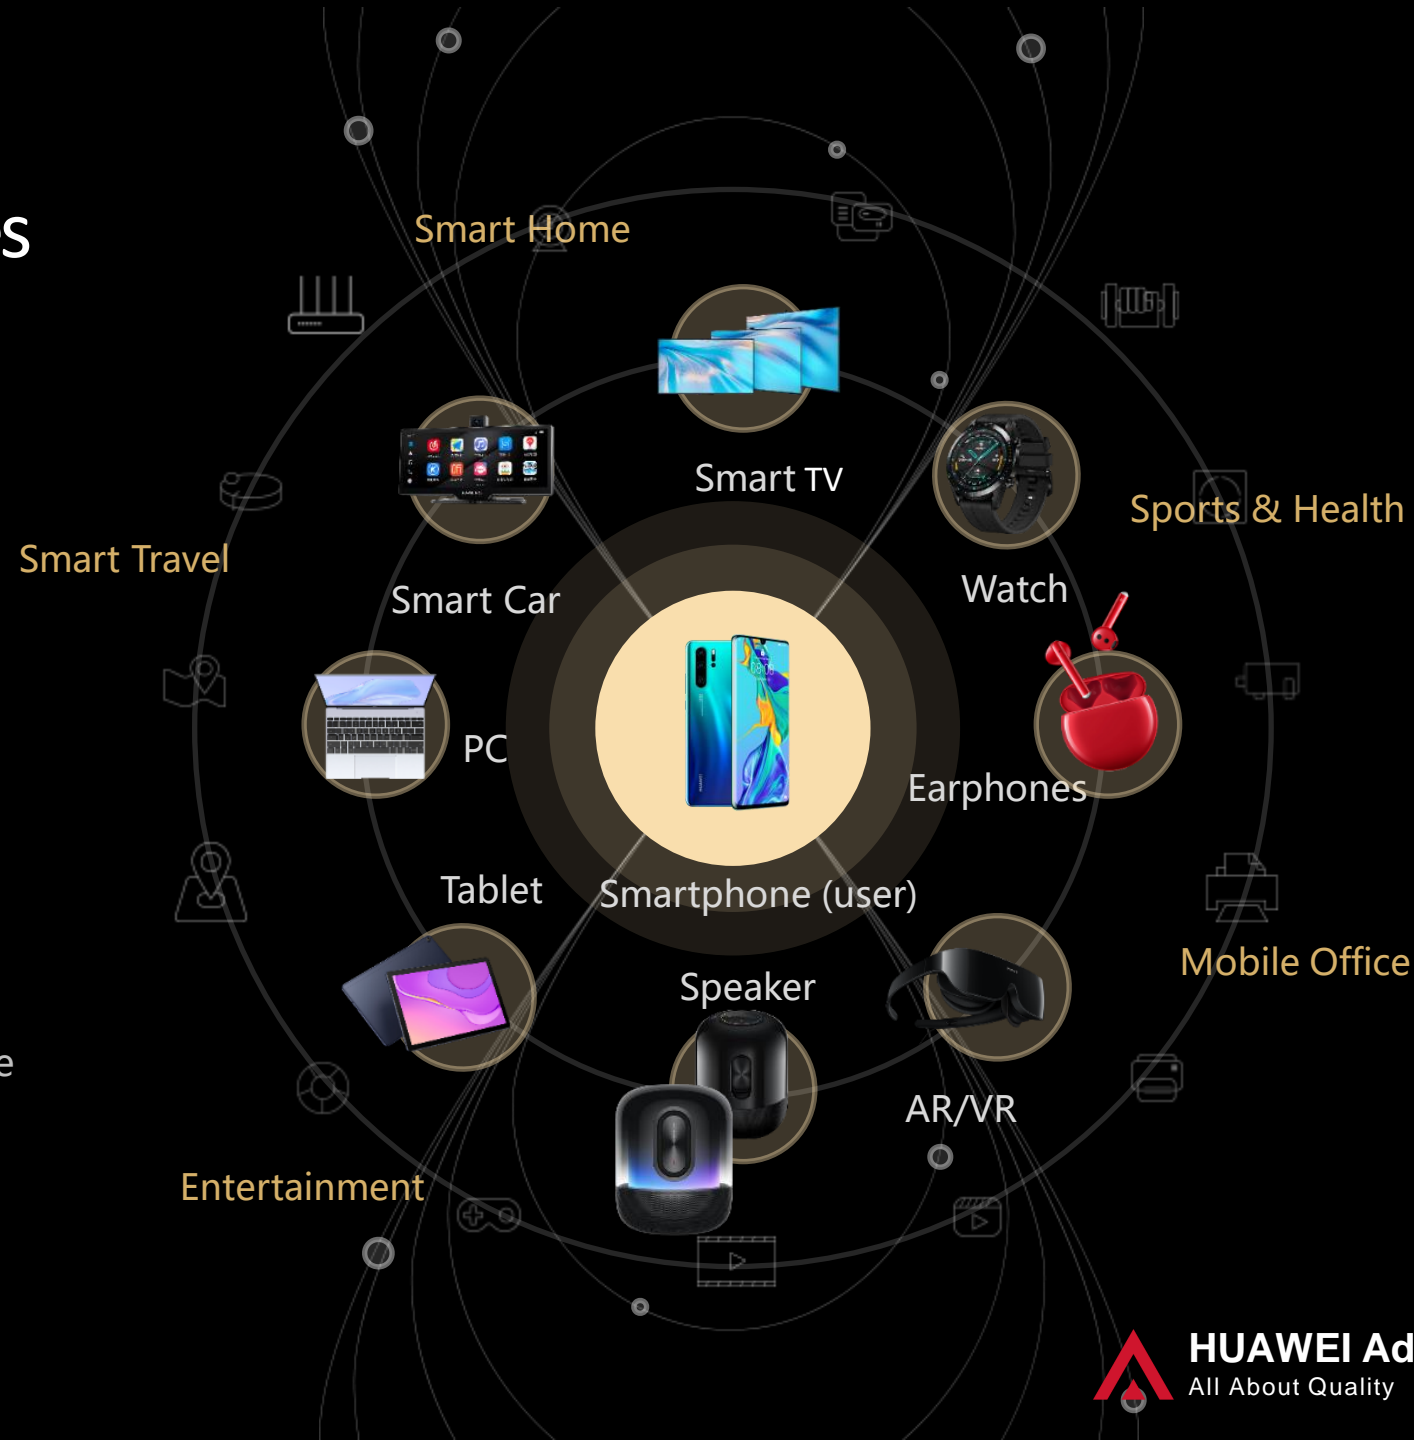 Smart Home
Smart TV
Sports & Health
Smart Travel
Smart Car
Watch
PC
Earphones
Tablet
Smartphone (user)
Mobile Office
Speaker
AR/VR
Entertainment
HUAWEI Ad
All About Quality